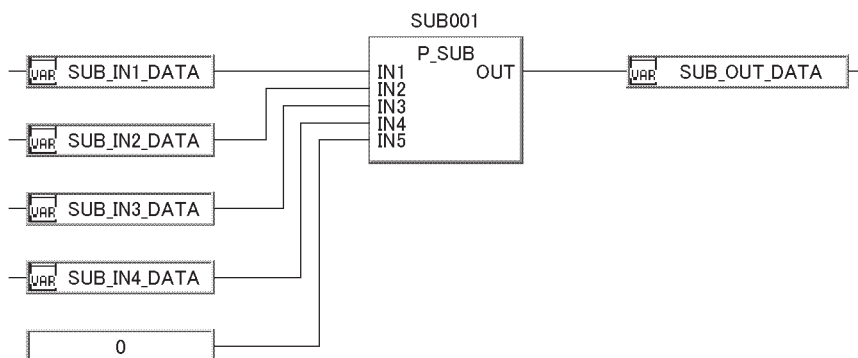 SUB001
P_SUB
VAR SUB_IN1_DATA
IN1 OUT
VAR SUB_OUT_DATA
IN2
IN3
VAR SUB_IN2_DATA
IN4
IN5
VAR SUB_IN3_DATA
VAR SUB_IN4_DATA
0